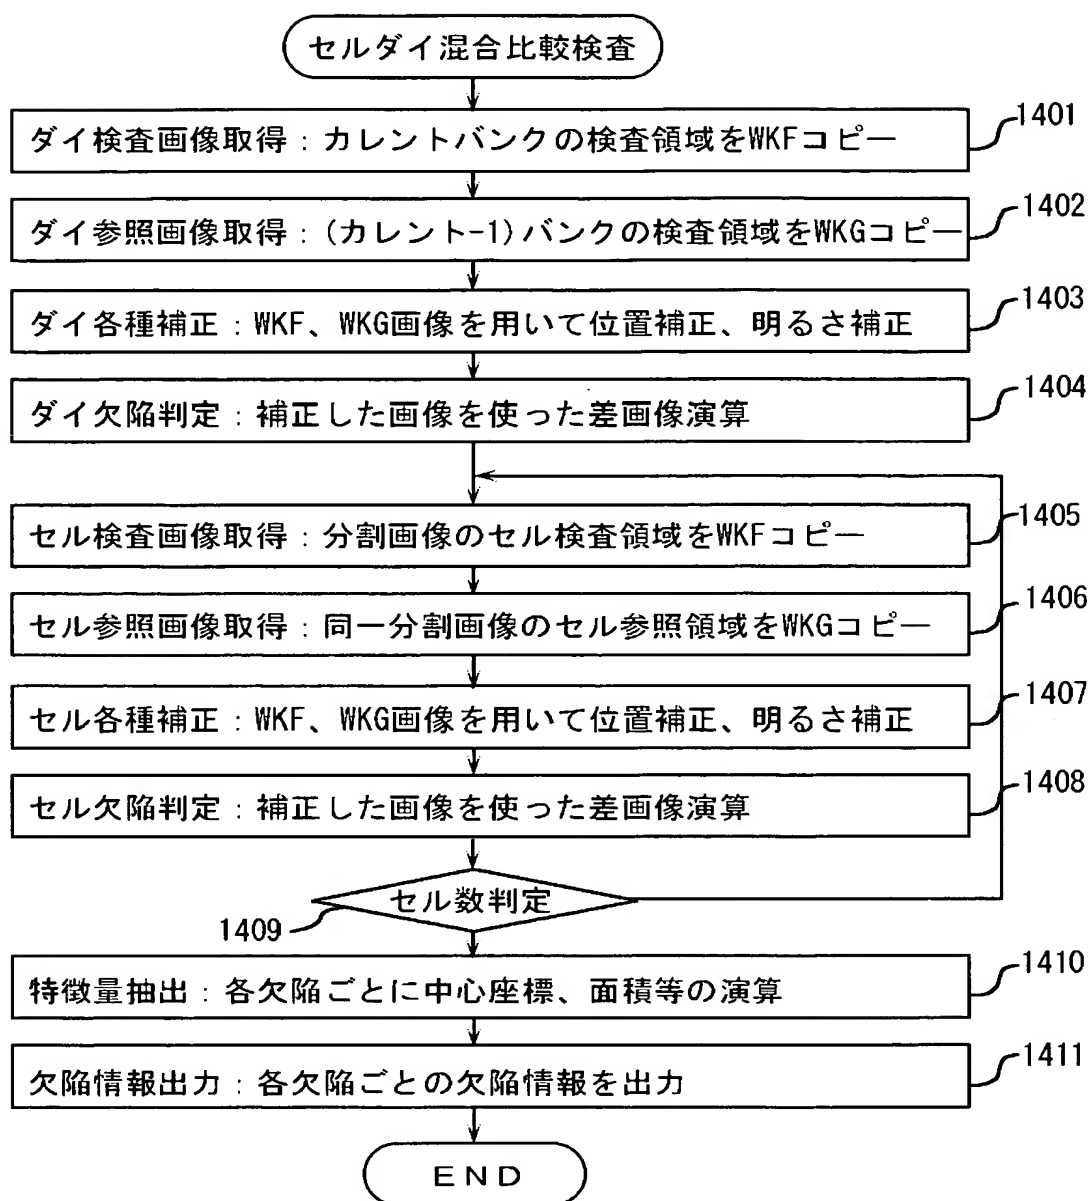 セルダイ混合比較検査
ダイ検査画像取得：カレントバンクの検査領域をWKFコピー
1401
ダイ参照画像取得：(カレント-1)バンクの検査領域をWKGコピー
1402
ダイ各種補正：WKF、WKG画像を用いて位置補正、明るさ補正
1403
ダイ欠陥判定：補正した画像を使った差画像演算
1404
セル検査画像取得：分割画像のセル検査領域をWKFコピー
1405
セル参照画像取得：同一分割画像のセル参照領域をWKGコピー
1406
セル各種補正：WKF、WKG画像を用いて位置補正、明るさ補正
1407
セル欠陥判定：補正した画像を使った差画像演算
1408
セル数判定
1409
特徴量抽出：各欠陥ごとに中心座標、面積等の演算
1410
欠陥情報出力：各欠陥ごとの欠陥情報を出力
1411
END